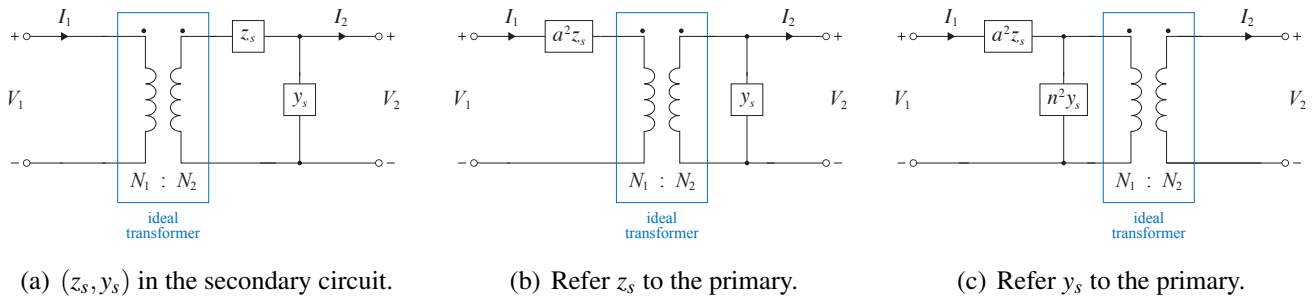 I₁ I₂ I₁ I₂ I₁ I₂
+ zₛ + + a²zₛ + + a²zₛ +
V₁ yₛ V₂ V₁ yₛ V₂ V₁ n²yₛ V₂
− − − − − −
N₁ : N₂ N₁ : N₂ N₁ : N₂
ideal ideal ideal
transformer transformer transformer
(a) (zₛ, yₛ) in the secondary circuit. (b) Refer zₛ to the primary. (c) Refer yₛ to the primary.